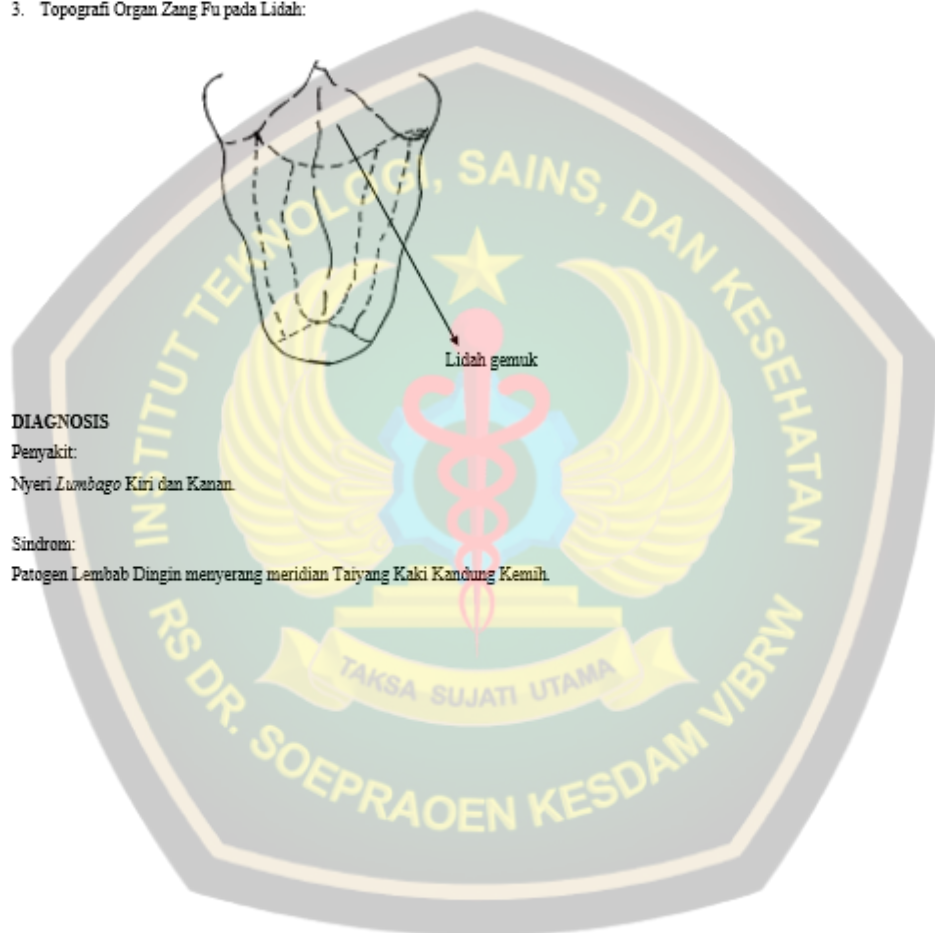 3. Topografi Organ Zang Fu pada Lidah:
Lidah gemuk
DIAGNOSIS
Penyakit:
Nyeri Lumbago Kiri dan Kanan.
Sindrom:
Patogen Lembab Dingin menyerang meridian Taiyang Kaki Kandung Kemih.
INSTITUT TEKNOLOGI, SAINS, DAN KESEHATAN
RS DR. SOEPRAOEN KESDAM V/BRW
TAKSA SUJATI UTAMA